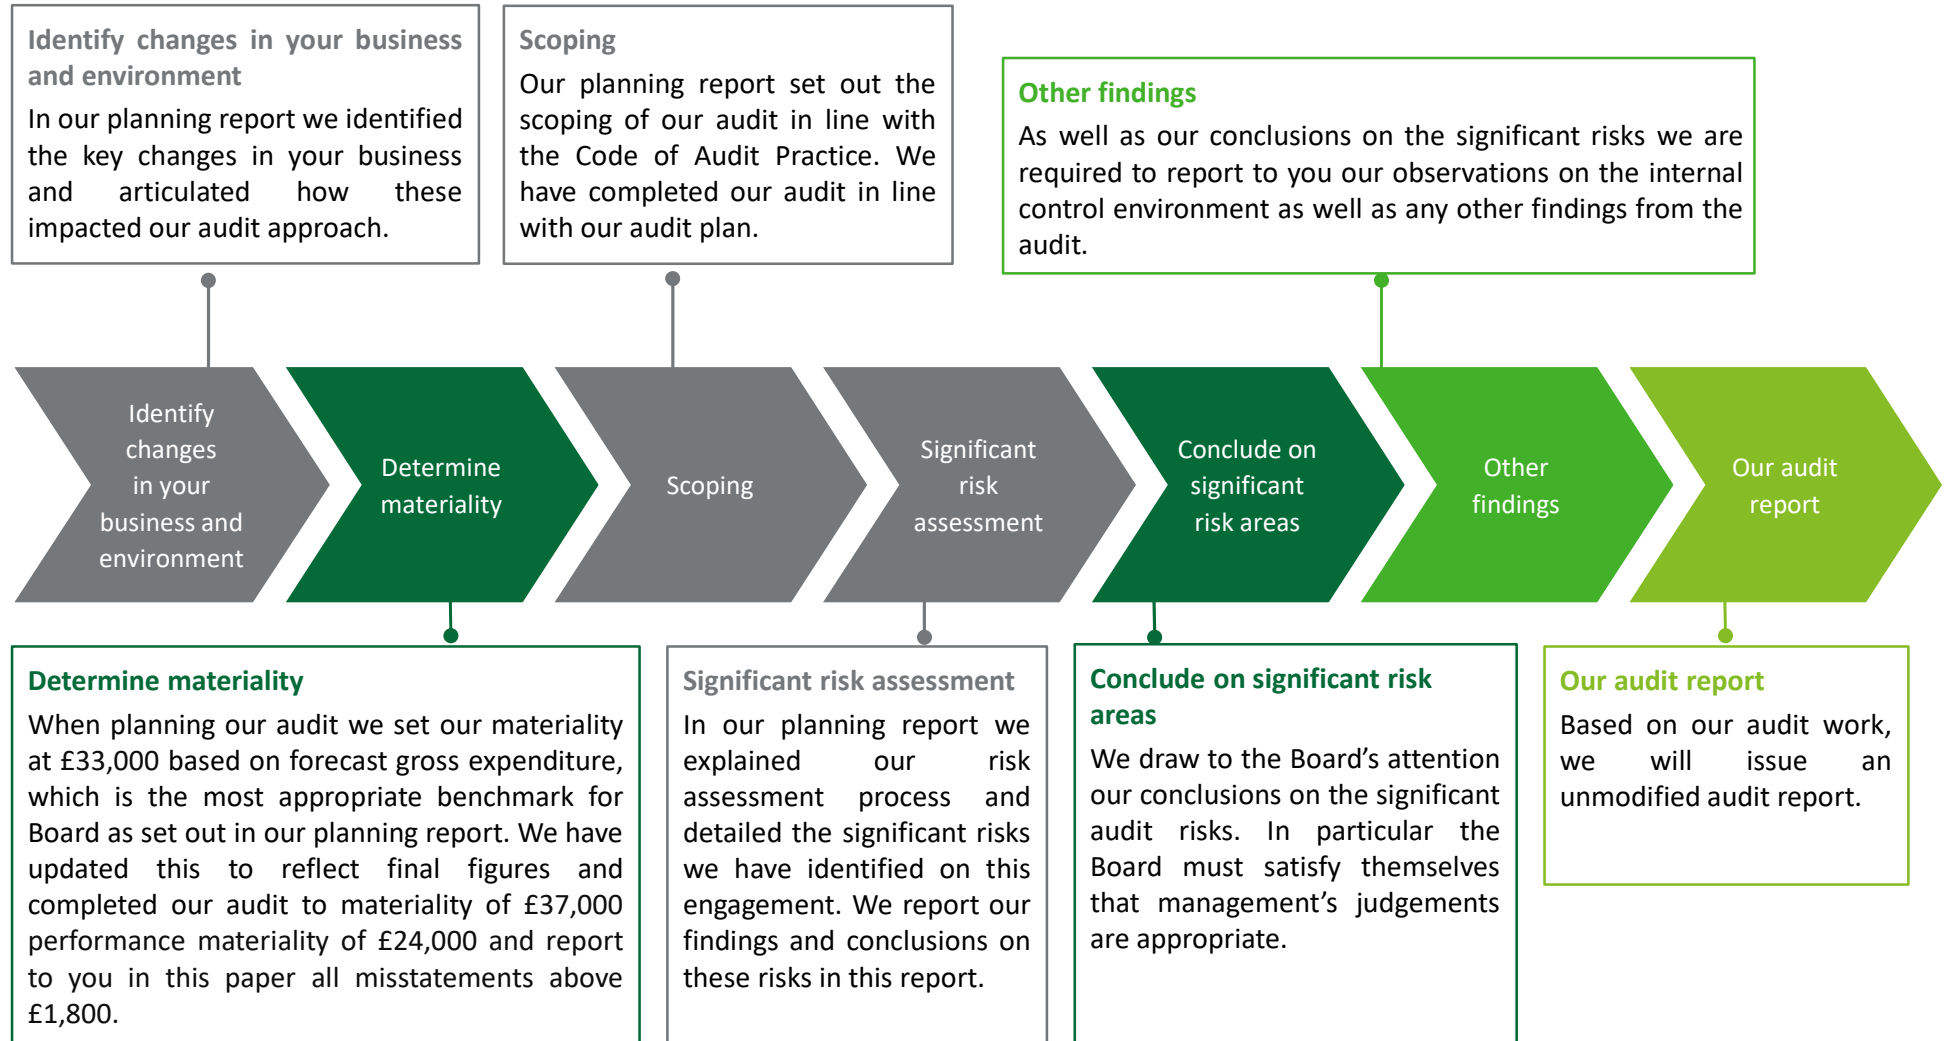 Identify changes in your business
and environment
In our planning report we identified
the key changes in your business
and articulated how these
impacted our audit approach.
Scoping
Our planning report set out the
scoping of our audit in line with
the Code of Audit Practice. We
have completed our audit in line
with our audit plan.
Other findings
As well as our conclusions on the significant risks we are
required to report to you our observations on the internal
control environment as well as any other findings from the
audit.
Identify
changes
in your
business and
environment
Determine
materiality
Scoping
Significant
risk
assessment
Conclude on
significant
risk areas
Other
findings
Our audit
report
Determine materiality
When planning our audit we set our materiality
at £33,000 based on forecast gross expenditure,
which is the most appropriate benchmark for
Board as set out in our planning report. We have
updated this to reflect final figures and
completed our audit to materiality of £37,000
performance materiality of £24,000 and report
to you in this paper all misstatements above
£1,800.
Significant risk assessment
In our planning report we
explained our risk
assessment process and
detailed the significant risks
we have identified on this
engagement. We report our
findings and conclusions on
these risks in this report.
Conclude on significant risk
areas
We draw to the Board’s attention
our conclusions on the significant
audit risks. In particular the
Board must satisfy themselves
that management’s judgements
are appropriate.
Our audit report
Based on our audit work,
we will issue an
unmodified audit report.